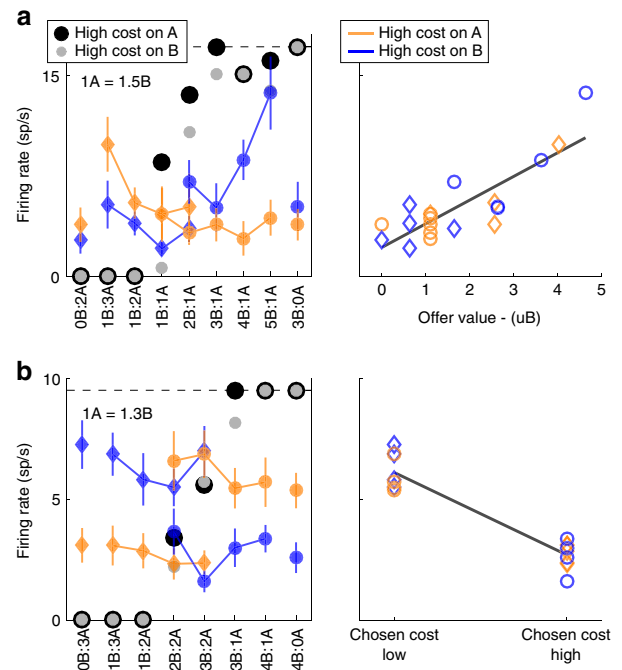 a
High cost on A
High cost on B
1A = 1.5B
15
0
Firing rate (sp/s)
0B:2A
1B:3A
1B:2A
1B:1A
2B:1A
3B:1A
4B:1A
5B:1A
3B:0A
High cost on A
High cost on B
0 1 2 3 4 5
Offer value - (uB)
b
1A = 1.3B
10
5
0
Firing rate (sp/s)
0B:3A
1B:3A
1B:2A
2B:2A
3B:2A
3B:1A
4B:1A
4B:0A
Chosen cost
low
Chosen cost
high